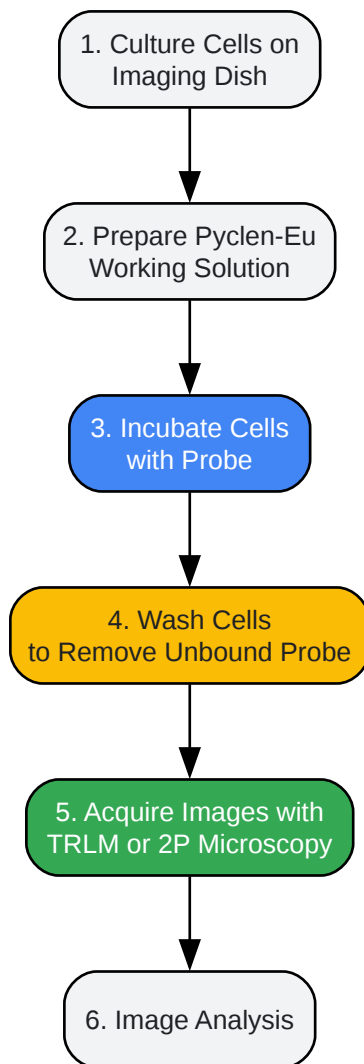 1. Culture Cells on
Imaging Dish
2. Prepare Pyclen-Eu
Working Solution
3. Incubate Cells
with Probe
4. Wash Cells
to Remove Unbound Probe
5. Acquire Images with
TRLM or 2P Microscopy
6. Image Analysis